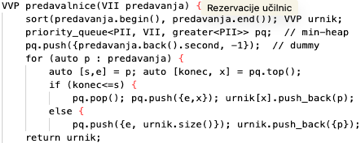 VVP predavalnice(VII predavanja) {
Rezervacije učilnic
sort(predavanja.begin(), predavanja.end()); VVP urnik;
priority_queue<PII, VII, greater<PII>> pq;  // min-heap
pq.push({predavanja.back().second, -1});  // dummy
for (auto p : predavanja) {
auto [s,e] = p; auto [konec, x] = pq.top();
if (konec<=s) {
pq.pop(); pq.push({e,x}); urnik[x].push_back(p);
else {
pq.push({e, urnik.size()}); urnik.push_back({p});
return urnik;